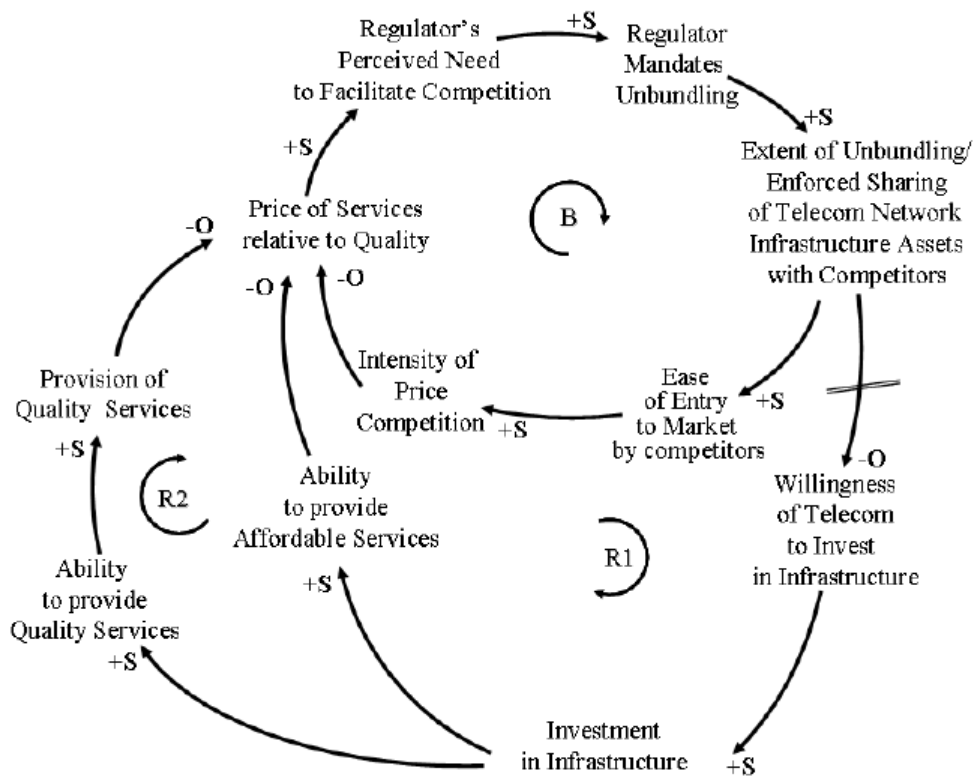 Regulator's
Perceived Need
to Facilitate Competition
+S
Regulator
Mandates
Unbundling
+S
Extent of Unbundling/
Enforced Sharing
of Telecom Network
Infrastructure Assets
with Competitors
+S
Price of Services
relative to Quality
-O
-O
-O
B
Intensity of
Price
Competition
+S
Ease
of Entry
to Market
by competitors
+S
-O
Willingness
of Telecom
to Invest
in Infrastructure
Provision of
Quality Services
+S
R2
Ability
to provide
Affordable Services
+S
R1
Ability
to provide
Quality Services
+S
Investment
in Infrastructure
+S